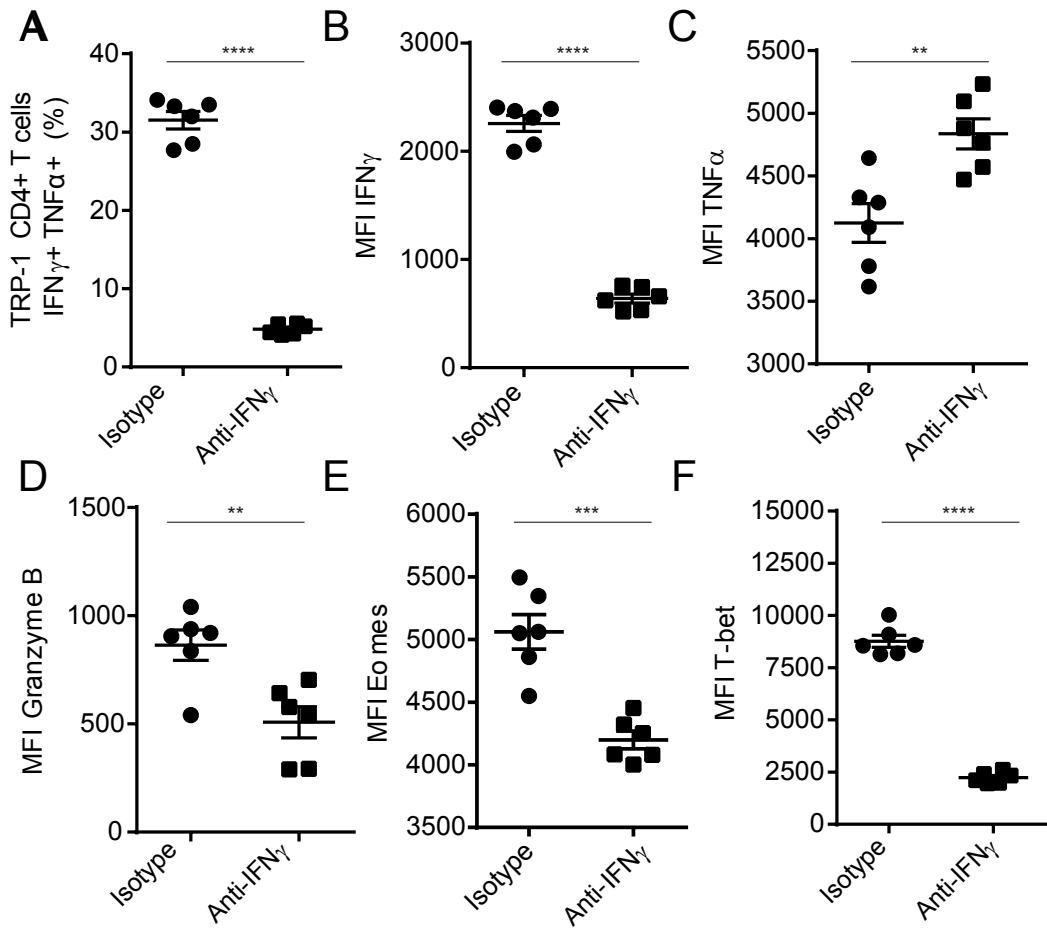 A
TRP-1 CD4+ T cells
IFNγ+ TNFα + (%)
40
30
20
10
0
****
Isotype
Anti-IFNγ
B
MFI IFNγ
3000
2000
1000
0
****
Isotype
Anti-IFNγ
C
MFI TNFα
5500
5000
4500
4000
3500
3000
**
Isotype
Anti-IFNγ
D
MFI Granzyme B
1500
1000
500
0
**
Isotype
Anti-IFNγ
E
MFI Eo mes
6000
5500
5000
4500
4000
3500
***
Isotype
Anti-IFNγ
F
MFI T-bet
15000
12500
10000
7500
5000
2500
0
****
Isotype
Anti-IFNγ